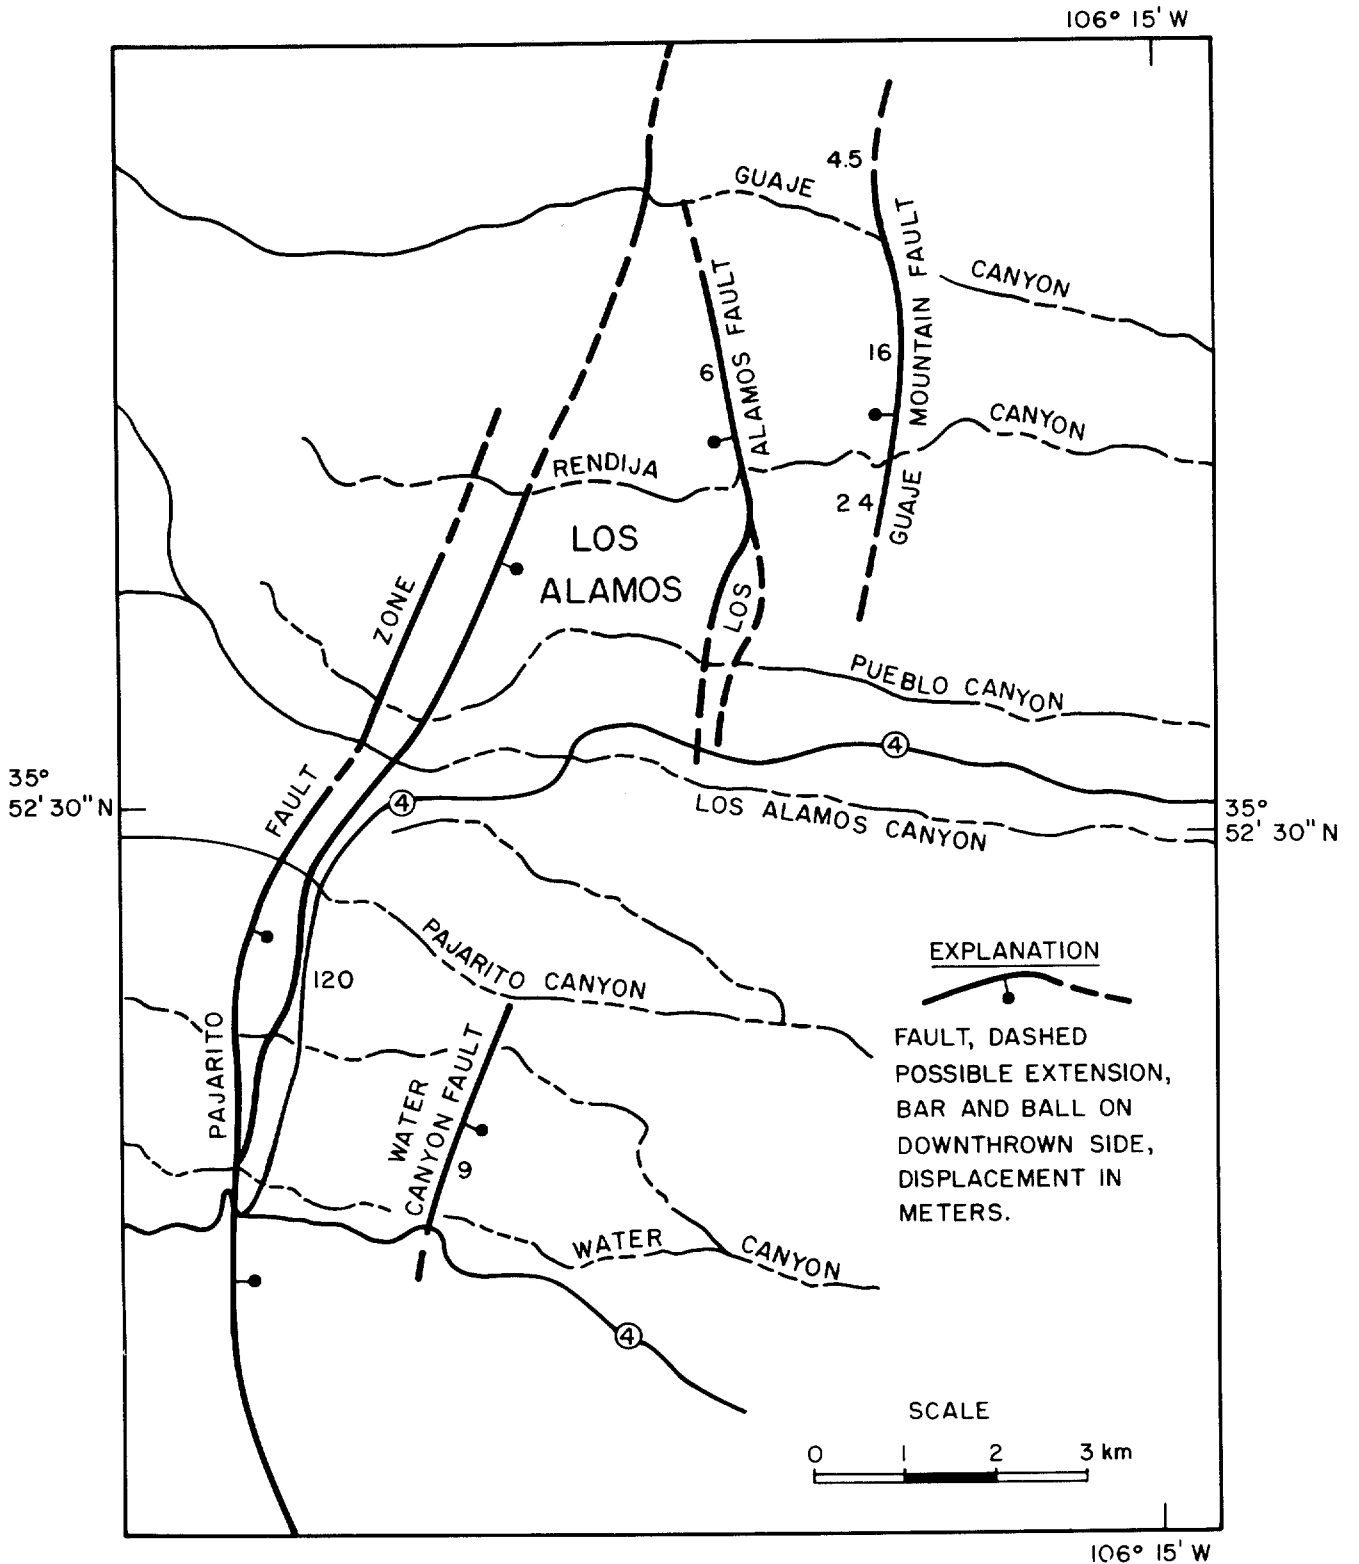 106° 15' W
GUAJE
4.5
CANYON
GUAJE MOUNTAIN FAULT
LOS ALAMOS FAULT
16
6
CANYON
RENDIJA
24
LOS
ALAMOS
PUEBLO CANYON
4
PAJARITO FAULT ZONE
35°
52' 30" N
4
LOS ALAMOS CANYON
35°
52' 30" N
PAJARITO CANYON
120
WATER
CANYON FAULT
9
WATER CANYON
4
EXPLANATION
FAULT, DASHED
POSSIBLE EXTENSION,
BAR AND BALL ON
DOWNTHROWN SIDE,
DISPLACEMENT IN
METERS.
SCALE
0 1 2 3 km
106° 15' W